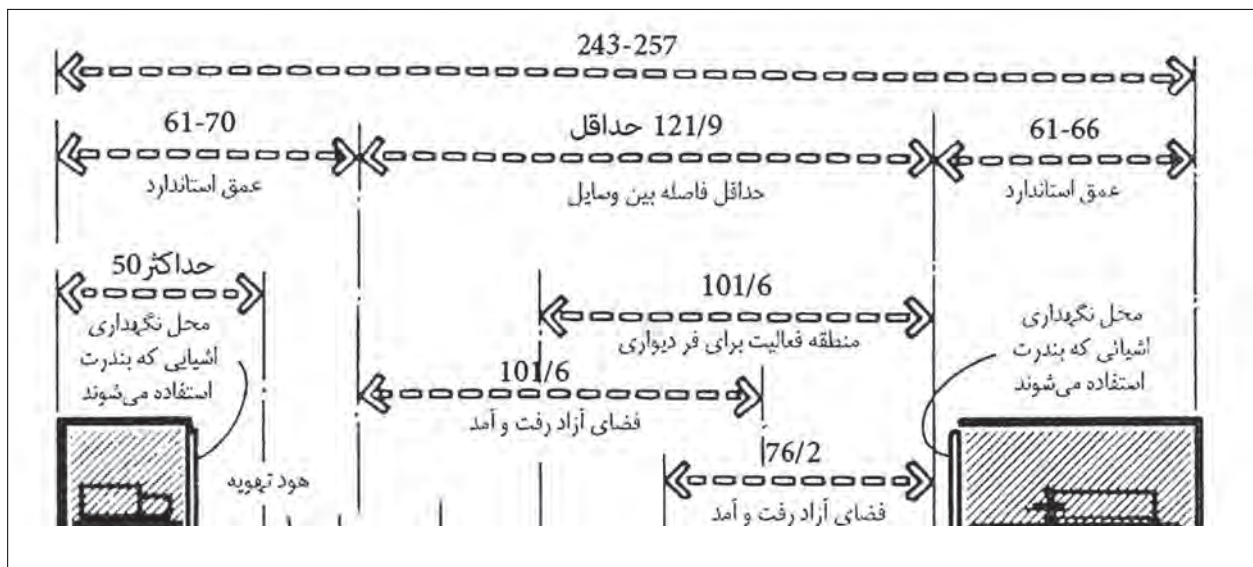 243-257
61-70
عمق استاندارد
121/9 حداقل
حداقل فاصله بین وسایل
61-66
عمق استاندارد
حداکثر 50
محل نگهداری
اشیایی که بندرت
استفاده می‌شوند
101/6
منطقه فعالیت برای فر دیواری
محل نگهداری
اشیائی که بندرت
استفاده می‌شوند
101/6
فضای آزاد رفت و آمد
76/2
فضای آزاد رفت و آمد
هود تهویه